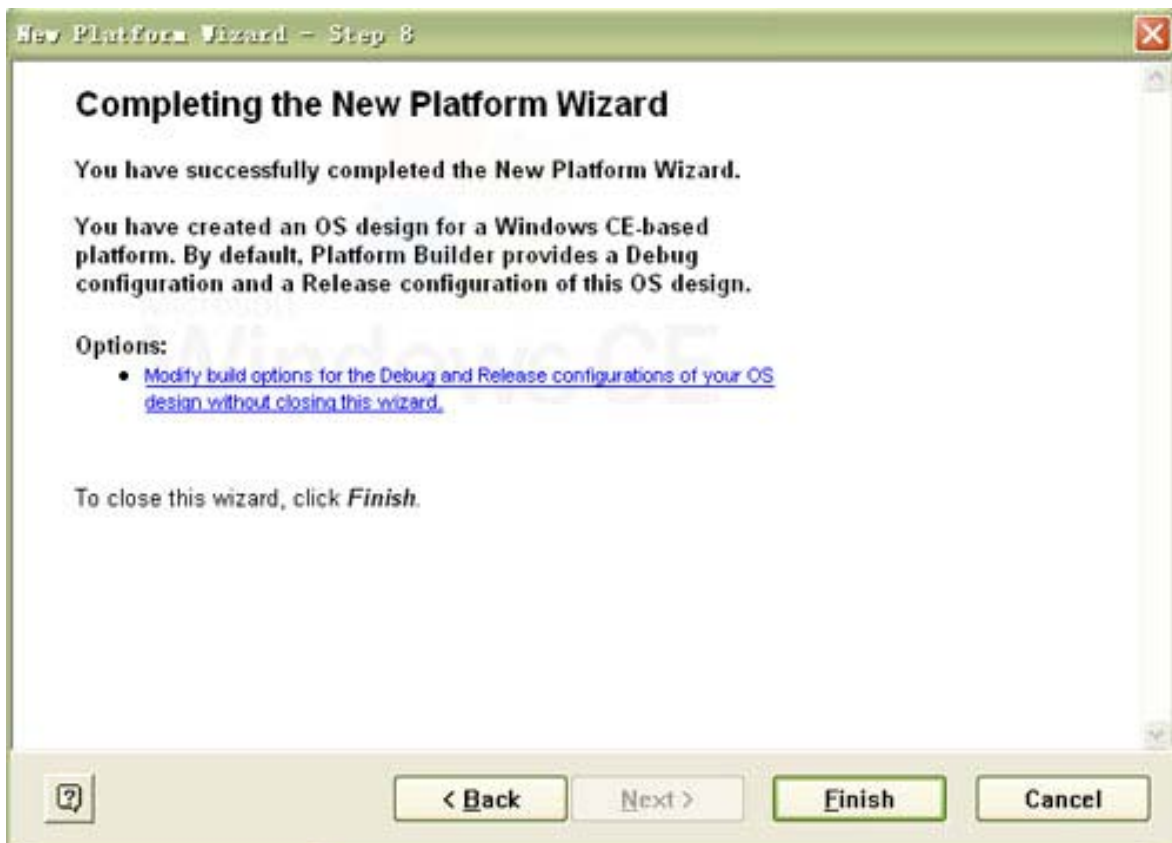 New Platform Wizard - Step 8
Completing the New Platform Wizard
You have successfully completed the New Platform Wizard.
You have created an OS design for a Windows CE-based
platform. By default, Platform Builder provides a Debug
configuration and a Release configuration of this OS design.
Microsoft
Windows CE
Options:
• Modify build options for the Debug and Release configurations of your OS
design without closing this wizard.
To close this wizard, click Finish.
< Back
Next >
Finish
Cancel